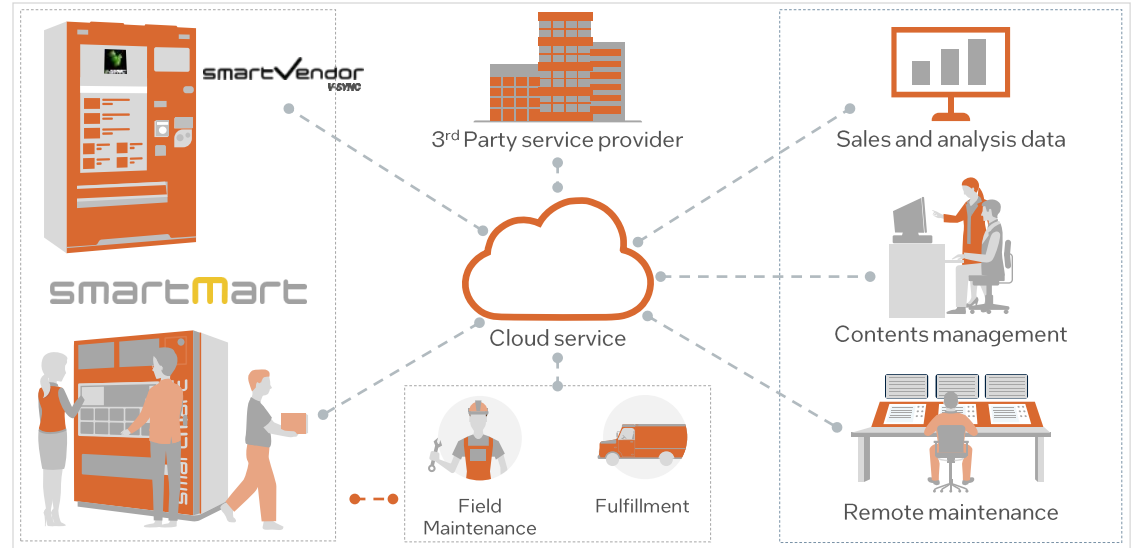 smartVendor
V-SYNC
3rd Party service provider
Sales and analysis data
smartMart
Cloud service
Contents management
smartmart
Field
Maintenance
Fulfillment
Remote maintenance